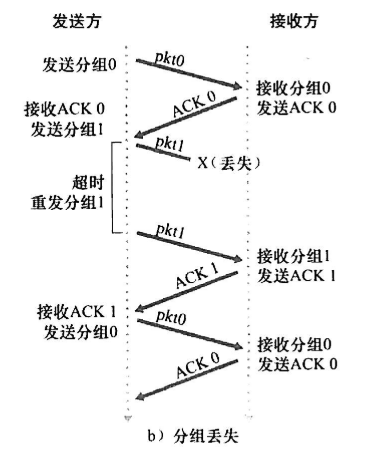 发送方
接收方
发送分组0
pkt0
接收分组0
发送ACK 0
ACK 0
接收ACK 0
发送分组1
pkt1
X（丢失）
超时
重发分组1
pkt1
接收分组1
发送ACK 1
ACK 1
接收ACK 1
发送分组0
pkt0
接收分组0
发送ACK 0
ACK 0
b）分组丢失